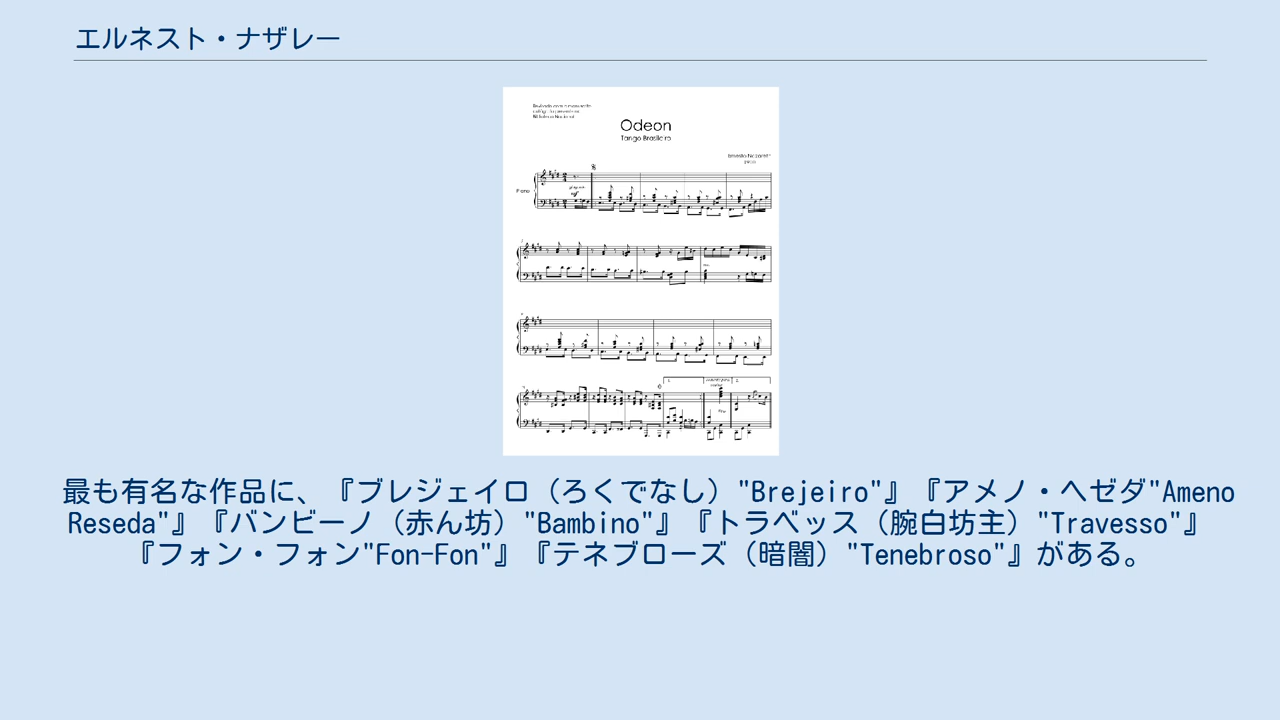 エルネスト・ナザレー
Odeon
Tango Brasileiro
Piano
最も有名な作品に、『ブレジェイロ（ろくでなし）"Brejeiro"』『アメノ・ヘゼダ"Ameno
Reseda"』『バンビーノ（赤ん坊）"Bambino"』『トラベッス（腕白坊主）"Travesso"』
『フォン・フォン"Fon-Fon"』『テネブローズ（暗闇）"Tenebroso"』がある。